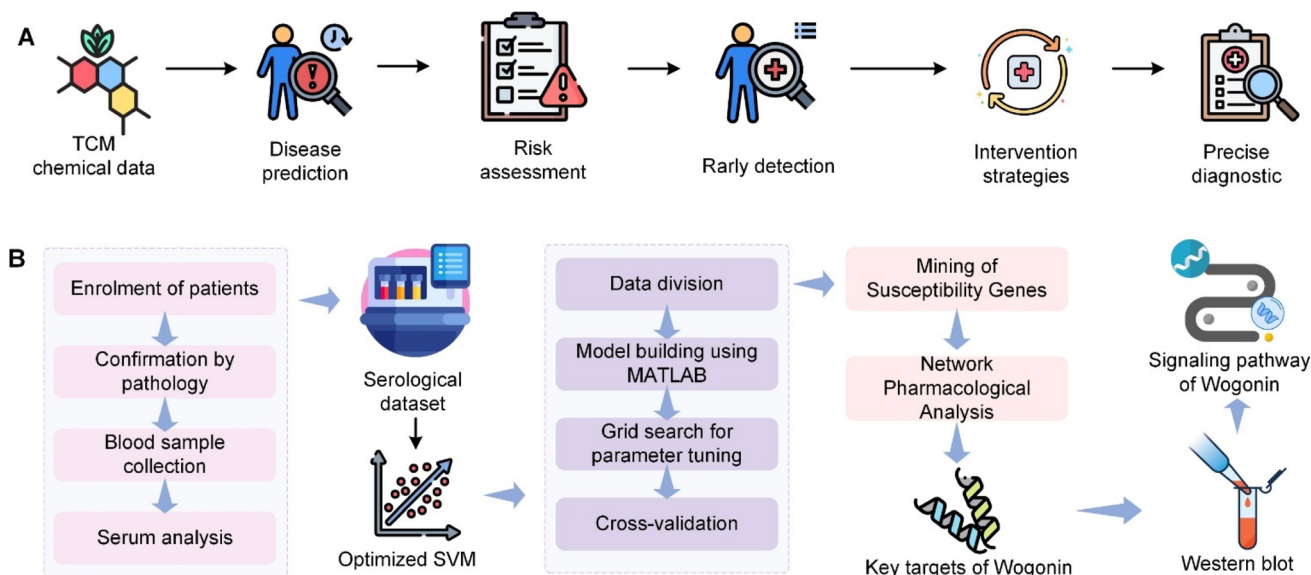 A
TCM
chemical data
Disease
prediction
Risk
assessment
Rarly detection
Intervention
strategies
Precise
diagnostic
B
Enrolment of patients
Confirmation by
pathology
Blood sample
collection
Serum analysis
Serological
dataset
Optimized SVM
Data division
Model building using
MATLAB
Grid search for
parameter tuning
Cross-validation
Mining of
Susceptibility Genes
Network
Pharmacological
Analysis
Key targets of Wogonin
Signaling pathway
of Wogonin
Western blot